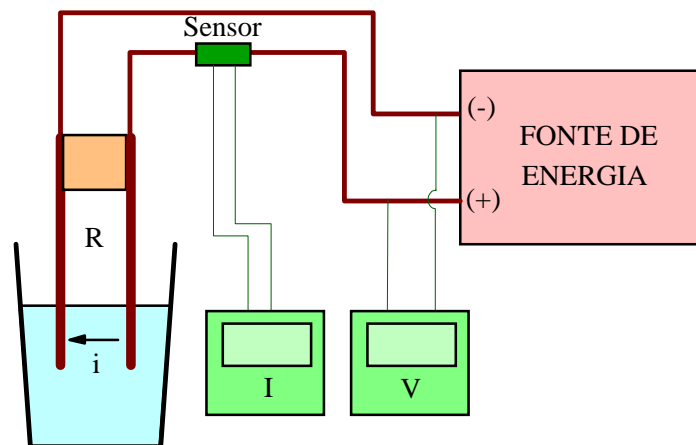 Sensor
(-)
FONTE DE
ENERGIA
(+)
R
i
I
V